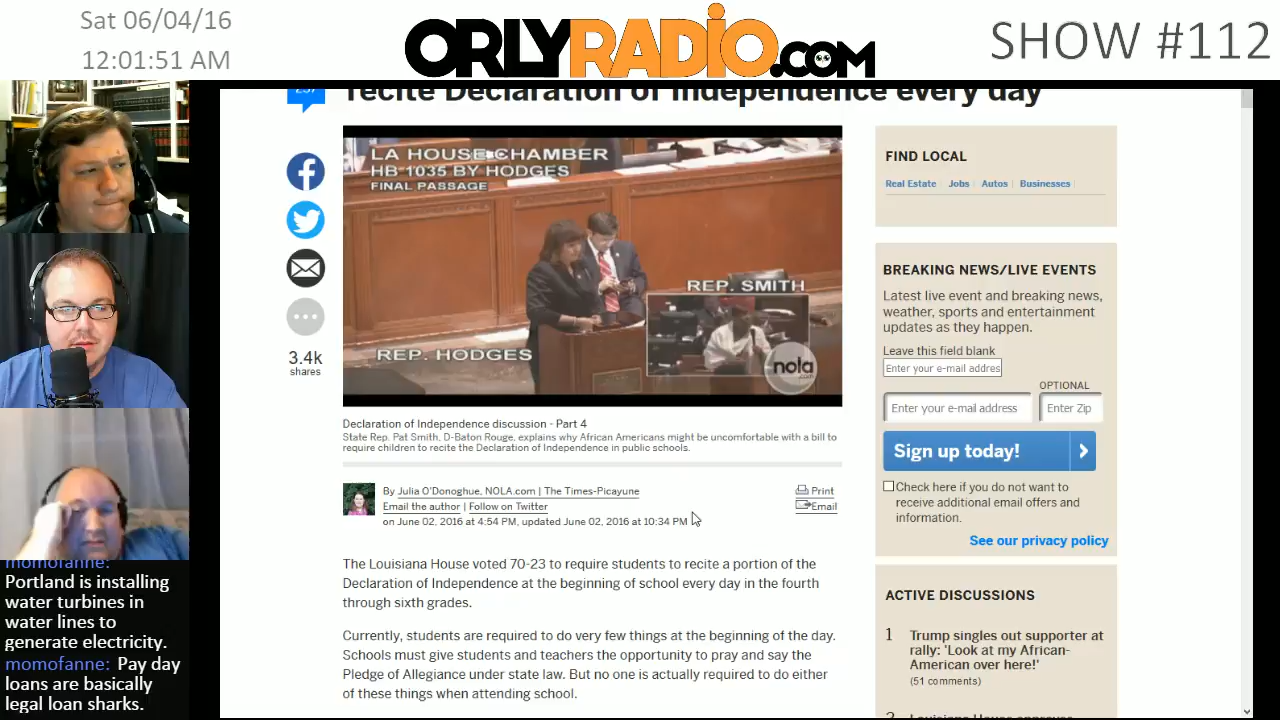 Sat 06/04/16
12:01:51 AM
ORLYRADiO.COM
SHOW #112
257
recite Declaration of Independence every day
LA HOUSE CHAMBER
HB 1035 BY HODGES
FINAL PASSAGE
REP. SMITH
REP. HODGES
nola
.com
3.4k
shares
Declaration of Independence discussion - Part 4
State Rep. Pat Smith, D-Baton Rouge, explains why African Americans might be uncomfortable with a bill to
require children to recite the Declaration of Independence in public schools.
By Julia O'Donoghue, NOLA.com | The Times-Picayune
Email the author | Follow on Twitter
on June 02, 2016 at 4:54 PM, updated June 02, 2016 at 10:34 PM
Print
Email
The Louisiana House voted 70-23 to require students to recite a portion of the
Declaration of Independence at the beginning of school every day in the fourth
through sixth grades.
Currently, students are required to do very few things at the beginning of the day.
Schools must give students and teachers the opportunity to pray and say the
Pledge of Allegiance under state law. But no one is actually required to do either
of these things when attending school.
FIND LOCAL
Real Estate | Jobs | Autos | Businesses |
BREAKING NEWS/LIVE EVENTS
Latest live event and breaking news,
weather, sports and entertainment
updates as they happen.
Leave this field blank
Enter your e-mail address
OPTIONAL
Enter your e-mail address
Enter Zip
Sign up today!
Check here if you do not want to
receive additional email offers and
information.
See our privacy policy
ACTIVE DISCUSSIONS
1 Trump singles out supporter at
rally: 'Look at my African-
American over here!'
(51 comments)
2 Louisiana House approves
momofanne:
Portland is installing
water turbines in
water lines to
generate electricity.
momofanne: Pay day
loans are basically
legal loan sharks.